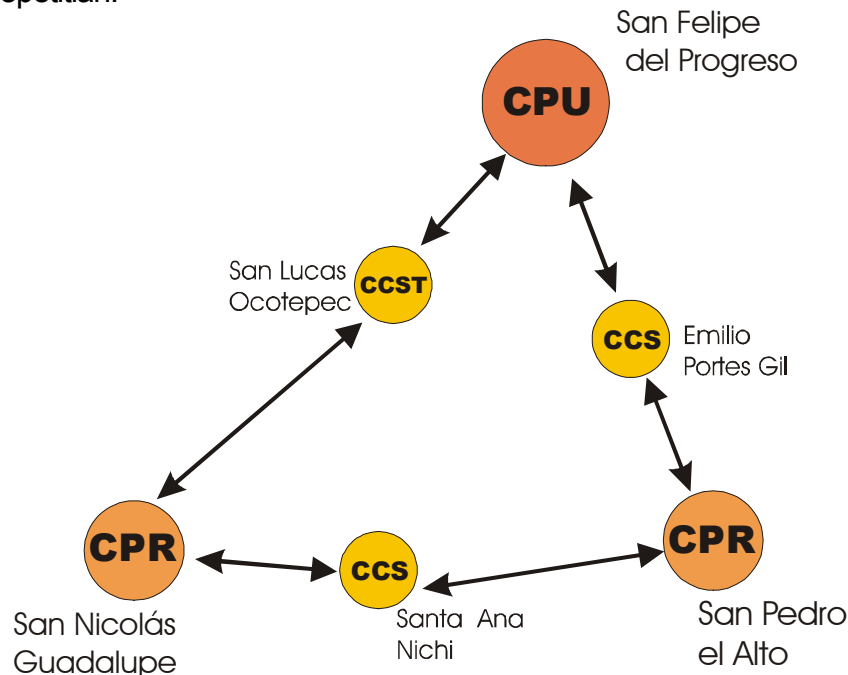 San Felipe
del Progreso
CPU
San Lucas
Ocotepec
CCST
CCS
Emilio
Portes Gil
CPR
San Nicolás
Guadalupe
CCS
Santa Ana
Nichi
CPR
San Pedro
el Alto